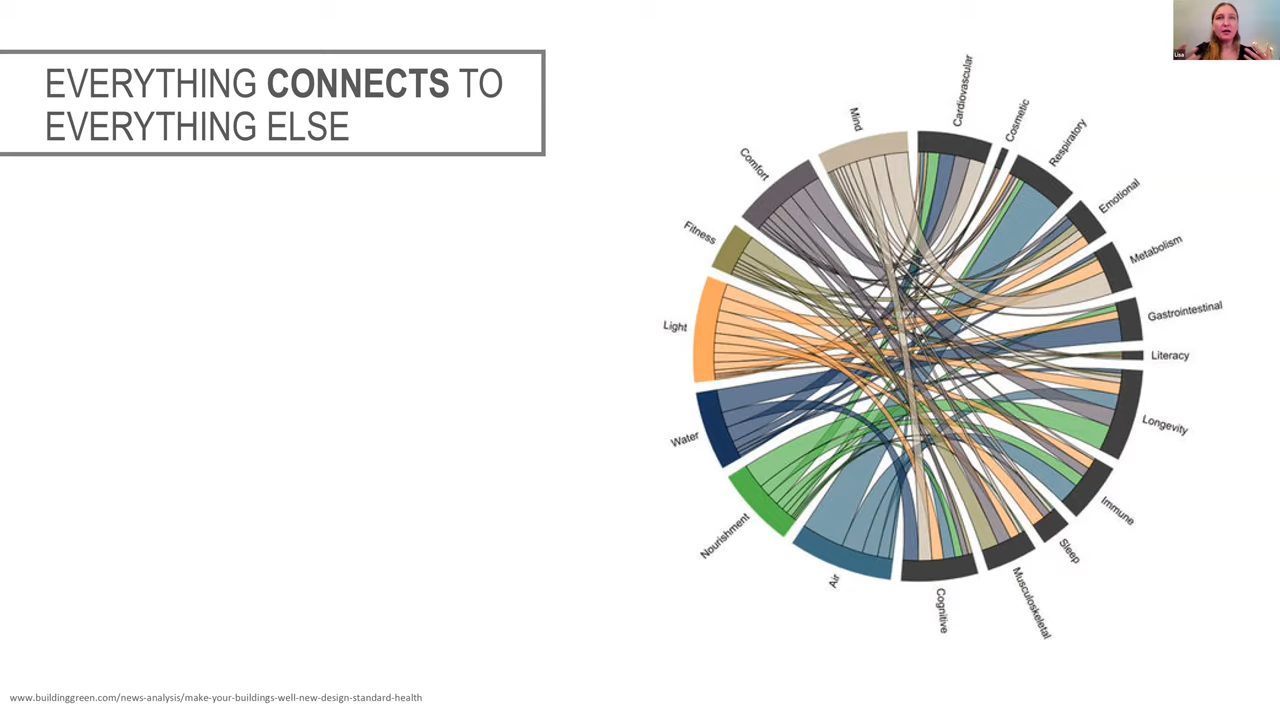 EVERYTHING CONNECTS TO
EVERYTHING ELSE
Lisa
Mind
Cardiovascular
Cosmetic
Respiratory
Emotional
Metabolism
Gastrointestinal
Literacy
Longevity
Immune
Sleep
Musculoskeletal
Cognitive
Air
Nourishment
Water
Light
Fitness
Comfort
www.buildinggreen.com/news-analysis/make-your-buildings-well-new-design-standard-health